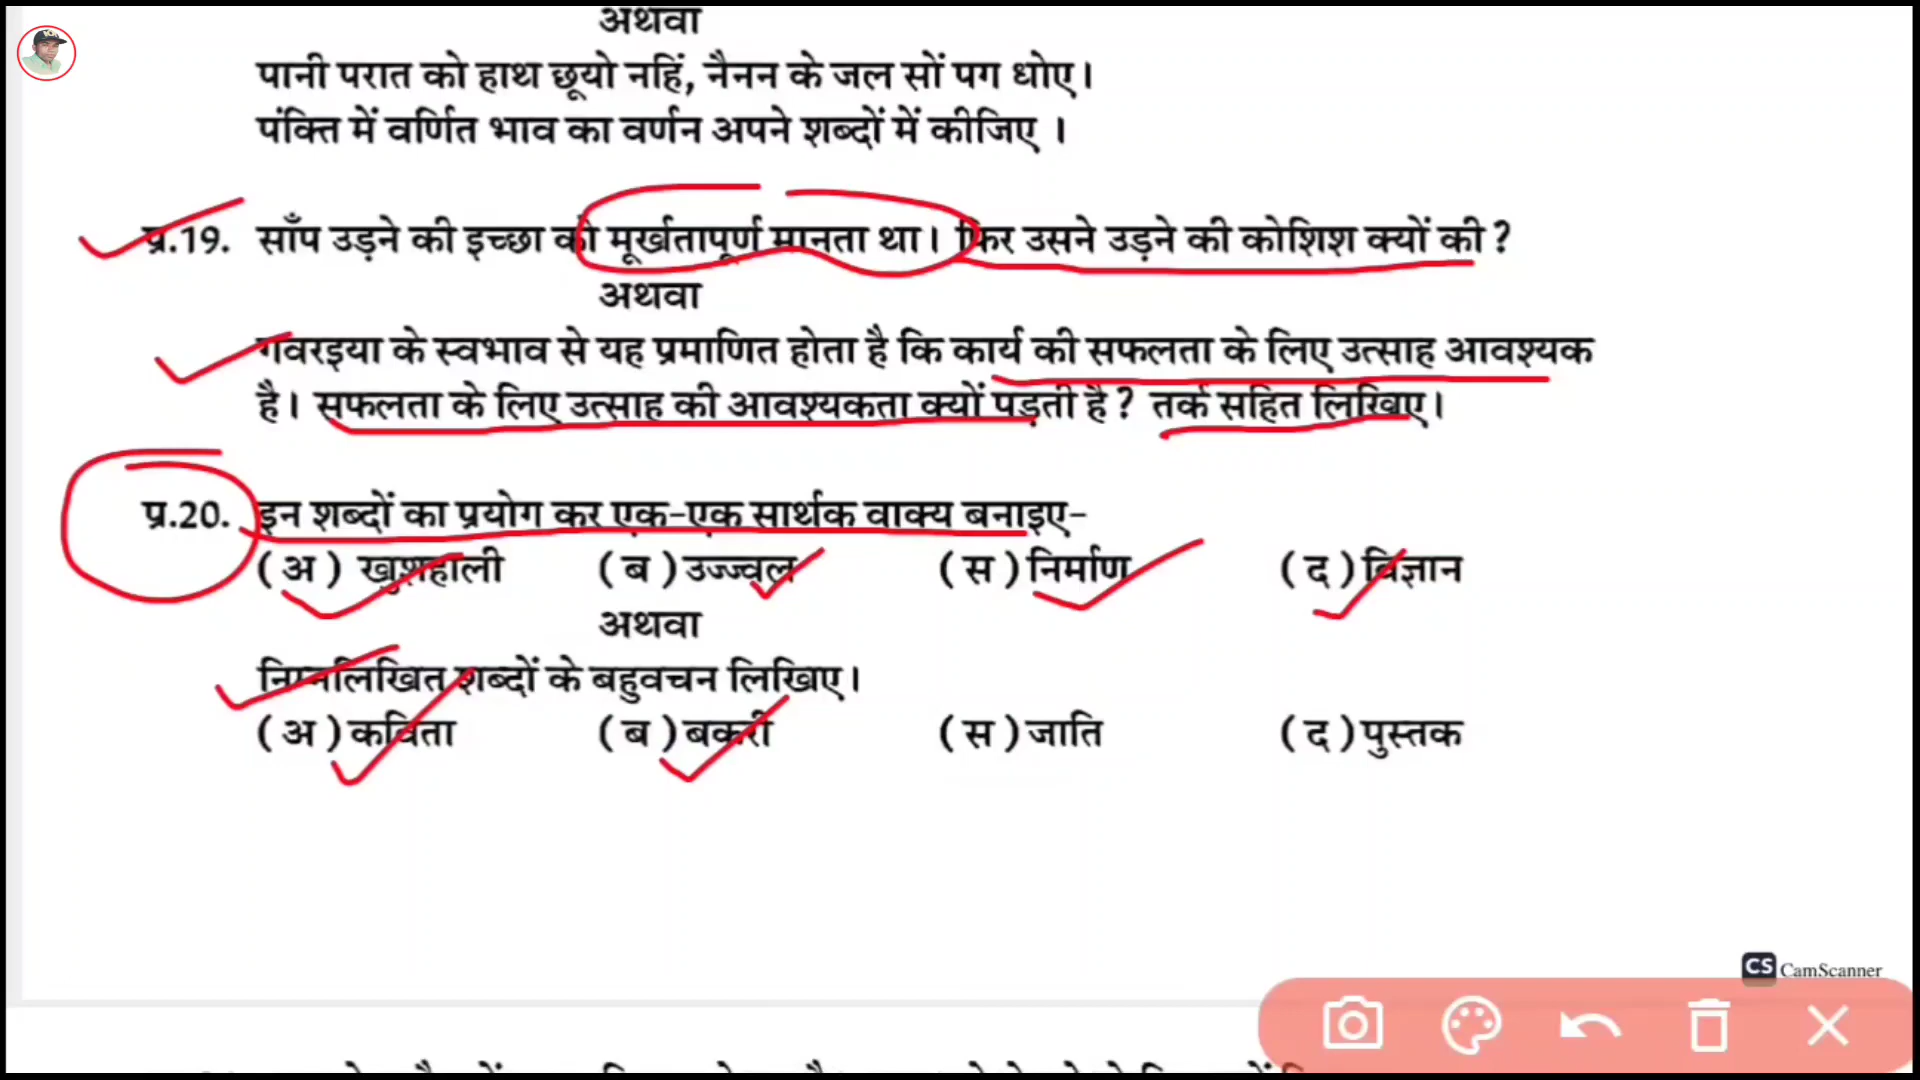 अथवा
पानी परात को हाथ छूयो नहिं, नैनन के जल सों पग धोए।
पंक्ति में वर्णित भाव का वर्णन अपने शब्दों में कीजिए ।
प्र.19. साँप उड़ने की इच्छा को मूर्खतापूर्ण मानता था। फिर उसने उड़ने की कोशिश क्यों की ?
अथवा
गवरइया के स्वभाव से यह प्रमाणित होता है कि कार्य की सफलता के लिए उत्साह आवश्यक
है। सफलता के लिए उत्साह की आवश्यकता क्यों पड़ती है ? तर्क सहित लिखिए।
प्र.20. इन शब्दों का प्रयोग कर एक-एक सार्थक वाक्य बनाइए-
( अ ) खुशहाली ( ब ) उज्ज्वल ( स ) निर्माण ( द ) विज्ञान
अथवा
निम्नलिखित शब्दों के बहुवचन लिखिए।
( अ ) कविता ( ब ) बकरी ( स ) जाति ( द ) पुस्तक
CS CamScanner